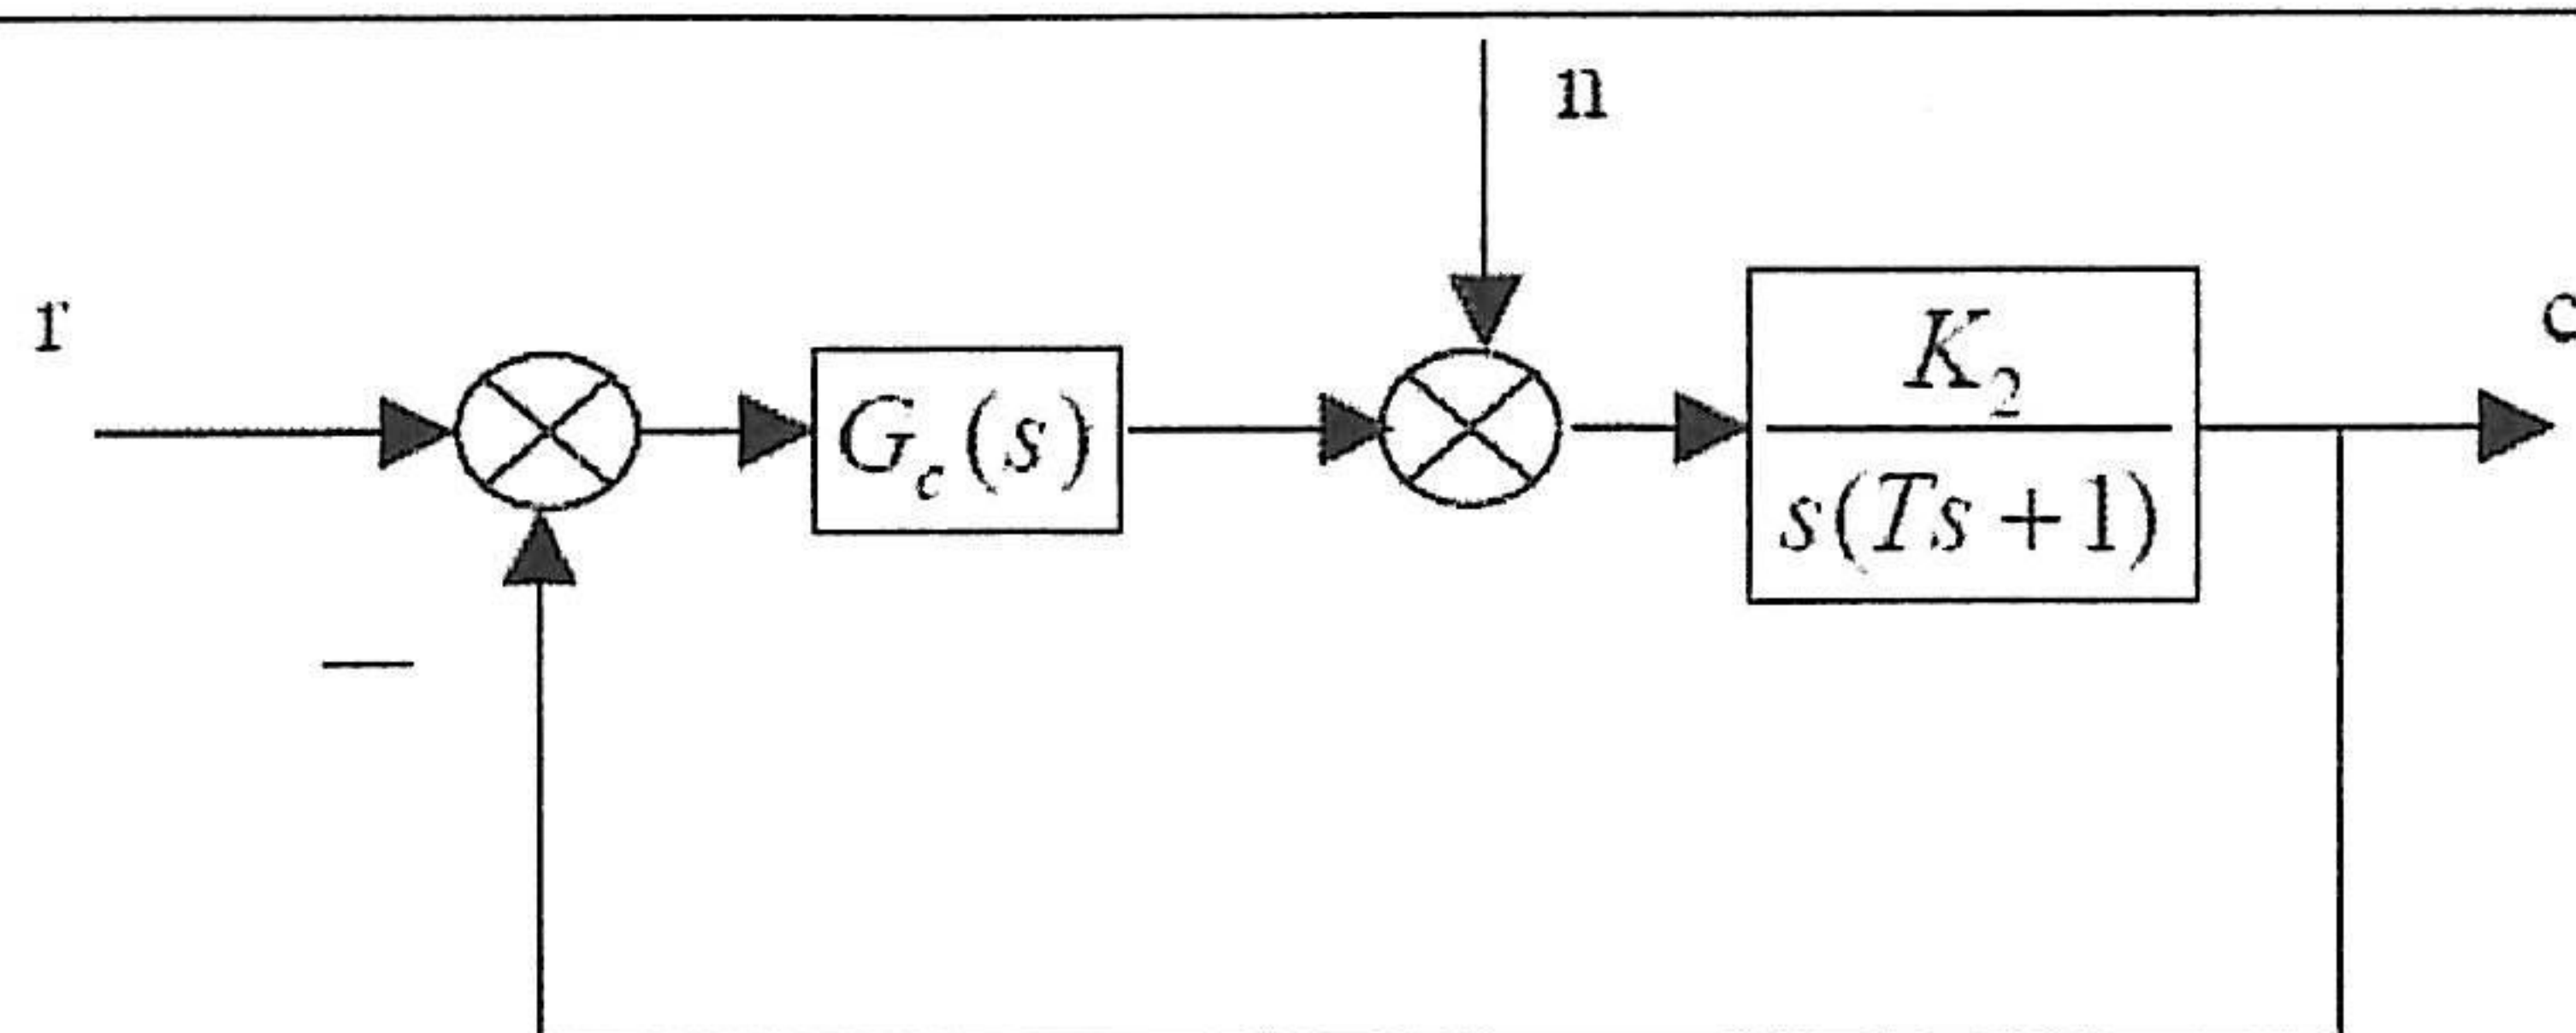 n
r
G_c(s)
K_2
s(Ts+1)
c
—